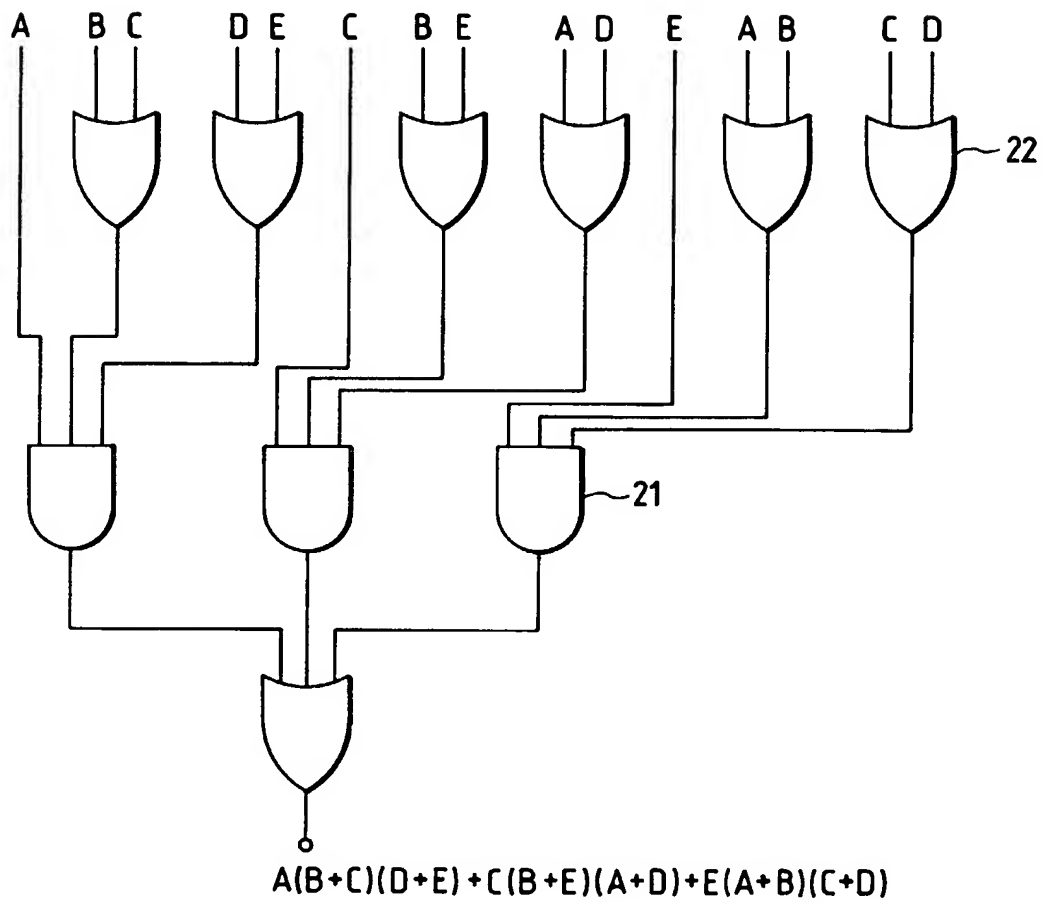 A B C D E C B E A D E A B C D
22
21
A(B+C)(D+E)+C(B+E)(A+D)+E(A+B)(C+D)